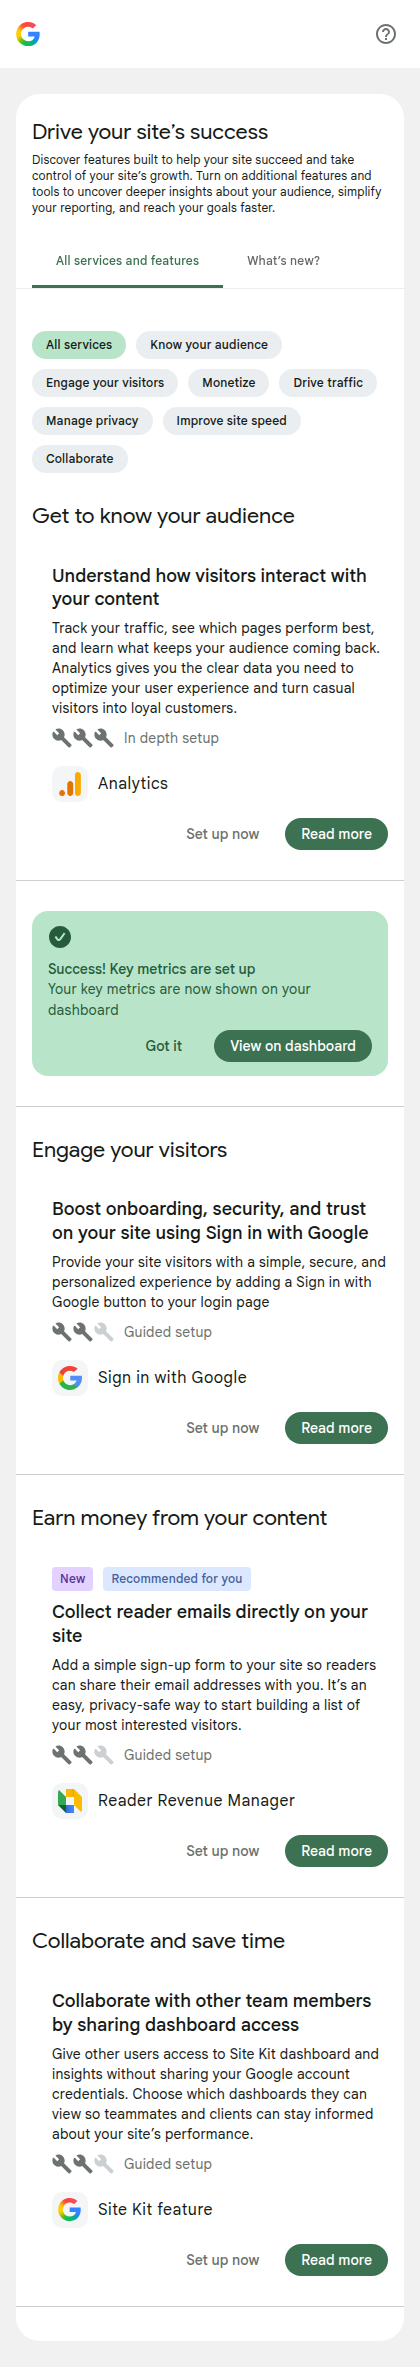 Drive your site’s success
Discover features built to help your site succeed and take
control of your site’s growth. Turn on additional features and
tools to uncover deeper insights about your audience, simplify
your reporting, and reach your goals faster.
All services and features
What’s new?
All services
Know your audience
Engage your visitors
Monetize
Drive traffic
Manage privacy
Improve site speed
Collaborate
Get to know your audience
Understand how visitors interact with
your content
Track your traffic, see which pages perform best,
and learn what keeps your audience coming back.
Analytics gives you the clear data you need to
optimize your user experience and turn casual
visitors into loyal customers.
In depth setup
Analytics
Set up now
Read more
Success! Key metrics are set up
Your key metrics are now shown on your
dashboard
Got it
View on dashboard
Engage your visitors
Boost onboarding, security, and trust
on your site using Sign in with Google
Provide your site visitors with a simple, secure, and
personalized experience by adding a Sign in with
Google button to your login page
Guided setup
Sign in with Google
Set up now
Read more
Earn money from your content
New
Recommended for you
Collect reader emails directly on your
site
Add a simple sign-up form to your site so readers
can share their email addresses with you. It’s an
easy, privacy-safe way to start building a list of
your most interested visitors.
Guided setup
Reader Revenue Manager
Set up now
Read more
Collaborate and save time
Collaborate with other team members
by sharing dashboard access
Give other users access to Site Kit dashboard and
insights without sharing your Google account
credentials. Choose which dashboards they can
view so teammates and clients can stay informed
about your site’s performance.
Guided setup
Site Kit feature
Set up now
Read more